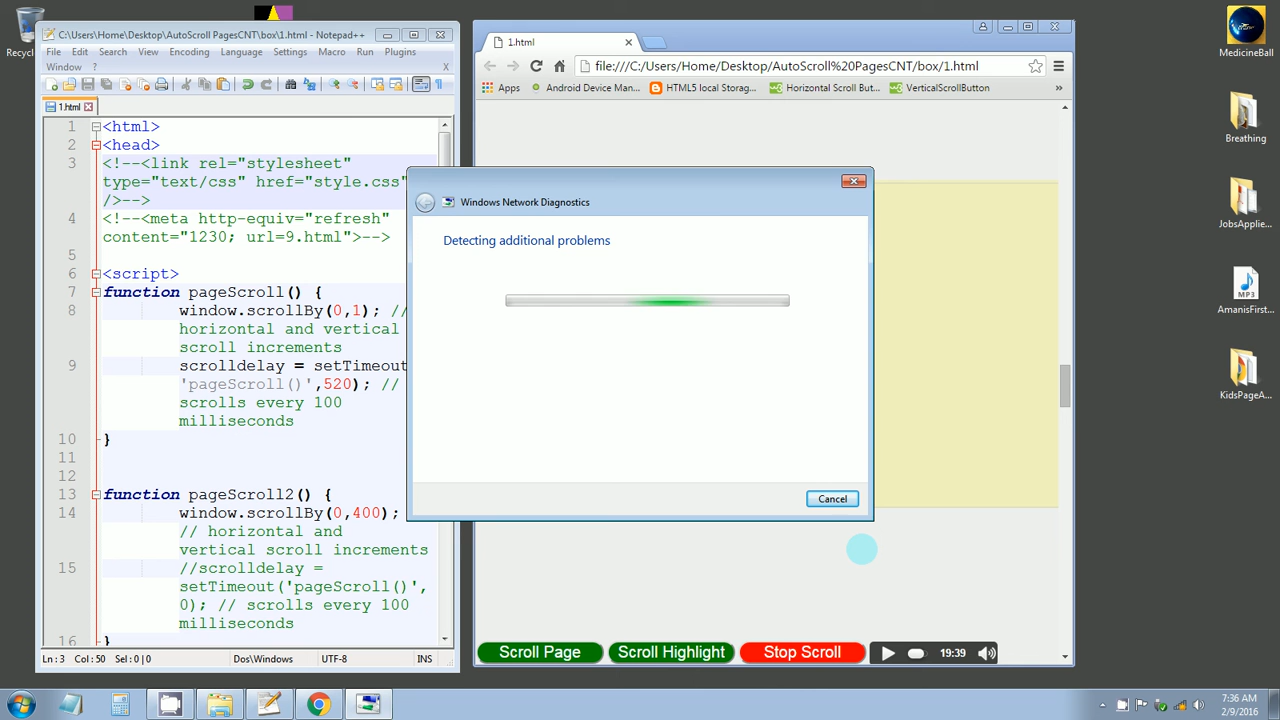 Recycl
C:\Users\Home\Desktop\AutoScroll PagesCNT\box\1.html - Notepad++
File Edit Search View Encoding Language Settings Macro Run Plugins
Window ? X
1.html
1 <html>
2 <head>
3 <!--<link rel="stylesheet"
type="text/css" href="style.css"
/>-->
4 <!--<meta http-equiv="refresh"
content="1230; url=9.html">-->
5
6 <script>
7 function pageScroll() {
8 window.scrollBy(0,1); //
horizontal and vertical
scroll increments
9 scrolldelay = setTimeout
'pageScroll()',520); //
scrolls every 100
milliseconds
10 }
11
12
13 function pageScroll2() {
14 window.scrollBy(0,400);
// horizontal and
vertical scroll increments
15 //scrolldelay =
setTimeout('pageScroll()',
0); // scrolls every 100
milliseconds
16 }
Ln:3 Col:50 Sel:0|0 Dos\Windows UTF-8 INS
1.html
file:///C:/Users/Home/Desktop/AutoScroll%20PagesCNT/box/1.html
Apps Android Device Man... HTML5 local Storag... Horizontal Scroll But... VerticalScrollButton »
Windows Network Diagnostics
Detecting additional problems
Cancel
Scroll Page Scroll Highlight Stop Scroll 19:39
MedicineBall
Breathing
JobsApplie...
MP3
AmanisFirst...
KidsPageA...
7:36 AM
2/9/2016